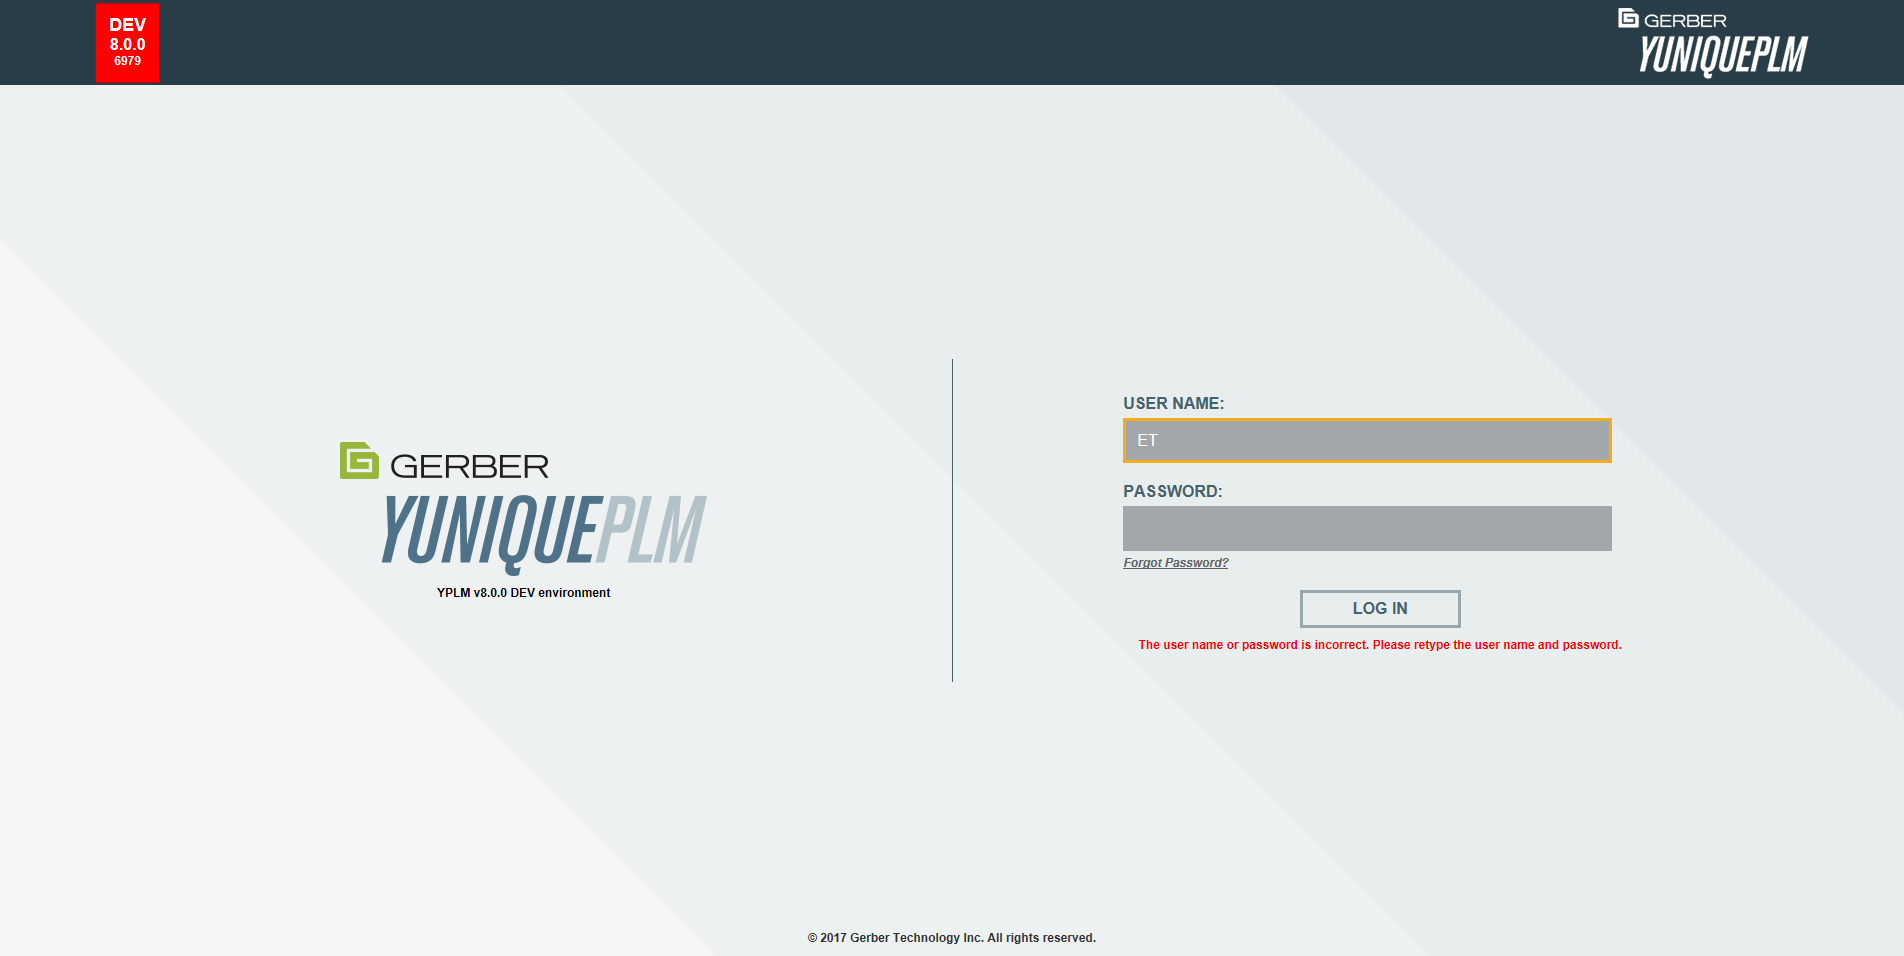 DEV
8.0.0
6979
GERBER
YUNIQUEPLM
GERBER
YUNIQUEPLM
YPLM v8.0.0 DEV environment
USER NAME:
ET
PASSWORD:
Forgot Password?
LOG IN
The user name or password is incorrect. Please retype the user name and password.
© 2017 Gerber Technology Inc. All rights reserved.